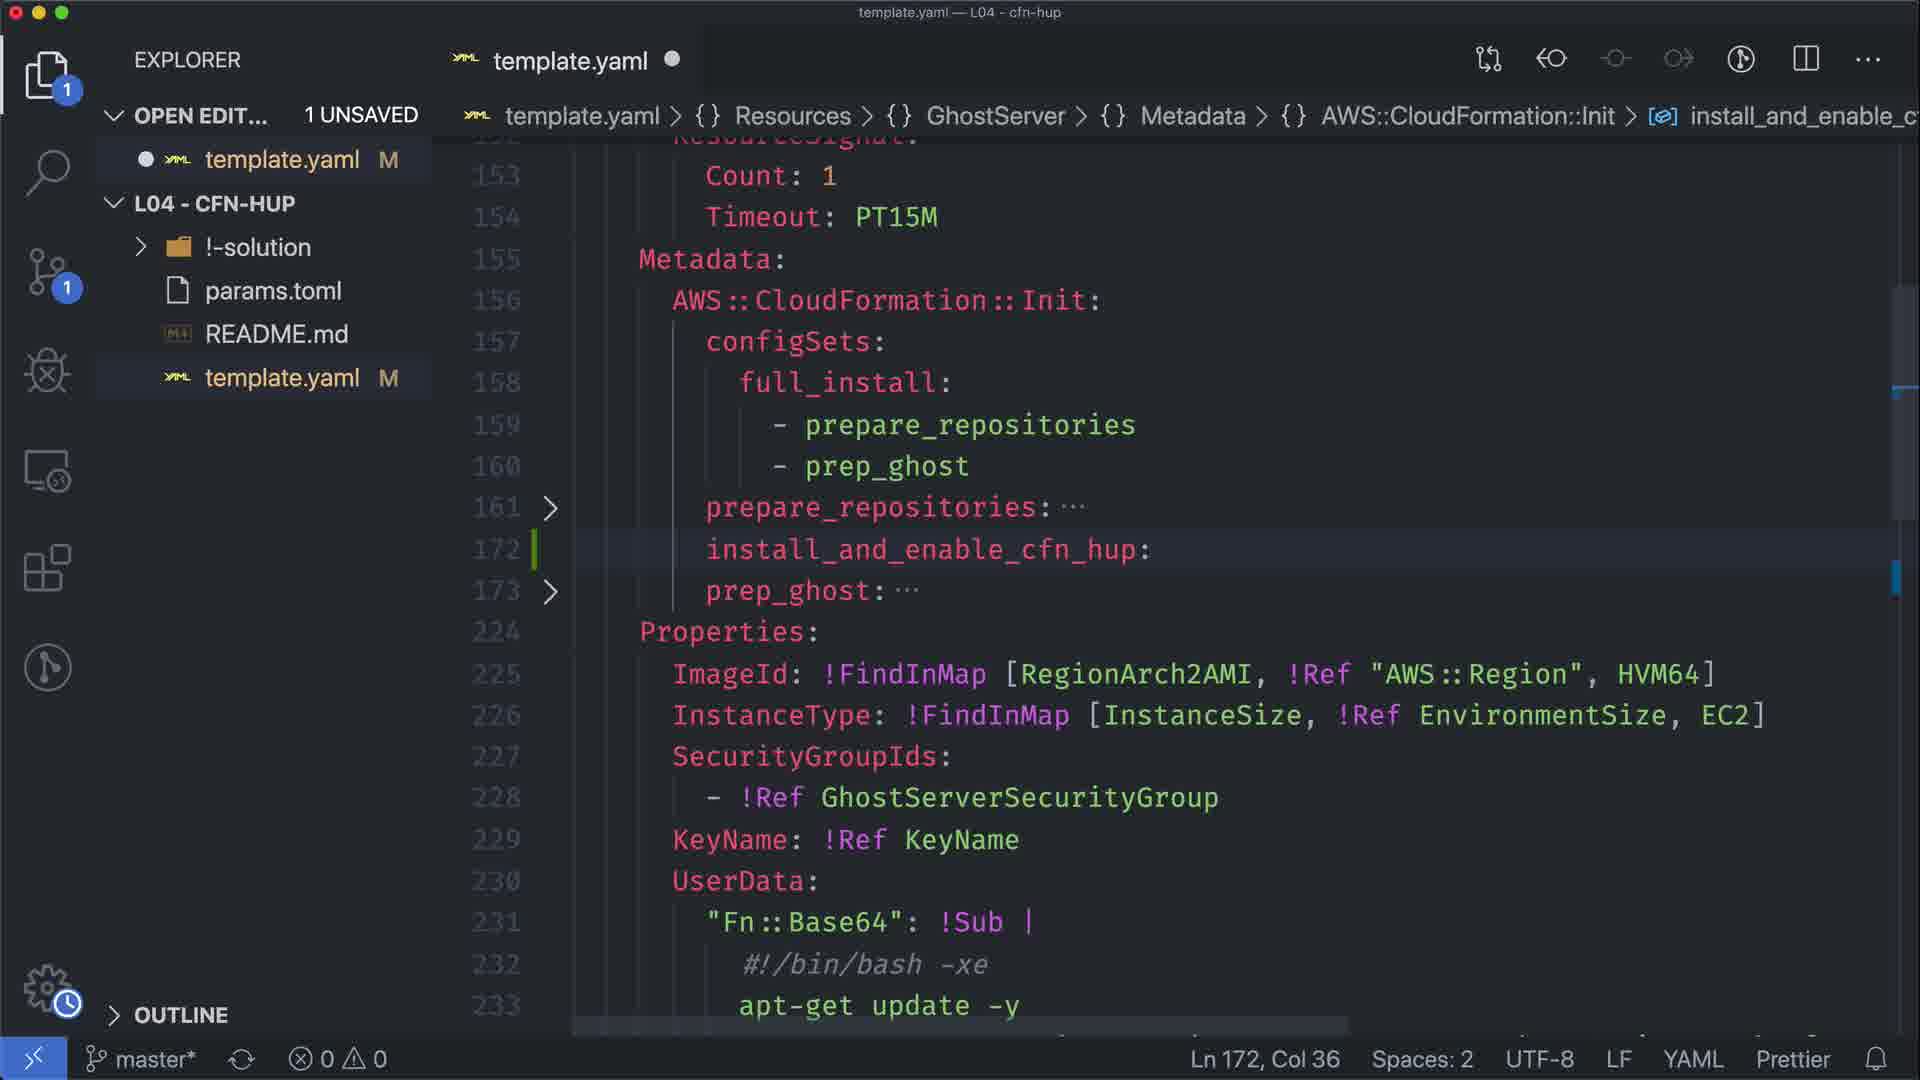 template.yaml — L04 - cfn-hup
EXPLORER
template.yaml
OPEN EDIT... 1 UNSAVED
template.yaml > {} Resources > {} GhostServer > {} Metadata > {} AWS::CloudFormation::Init > install_and_enable_c
template.yaml M
L04 - CFN-HUP
!-solution
params.toml
README.md
template.yaml M
153 Count: 1
154 Timeout: PT15M
155 Metadata:
156 AWS::CloudFormation::Init:
157 configSets:
158 full_install:
159 - prepare_repositories
160 - prep_ghost
161 prepare_repositories: ...
172 install_and_enable_cfn_hup:
173 prep_ghost: ...
224 Properties:
225 ImageId: !FindInMap [RegionArch2AMI, !Ref "AWS::Region", HVM64]
226 InstanceType: !FindInMap [InstanceSize, !Ref EnvironmentSize, EC2]
227 SecurityGroupIds:
228 - !Ref GhostServerSecurityGroup
229 KeyName: !Ref KeyName
230 UserData:
231 "Fn::Base64": !Sub |
232 #!/bin/bash -xe
233 apt-get update -y
1
1
OUTLINE
master* 0 0 Ln 172, Col 36 Spaces: 2 UTF-8 LF YAML Prettier